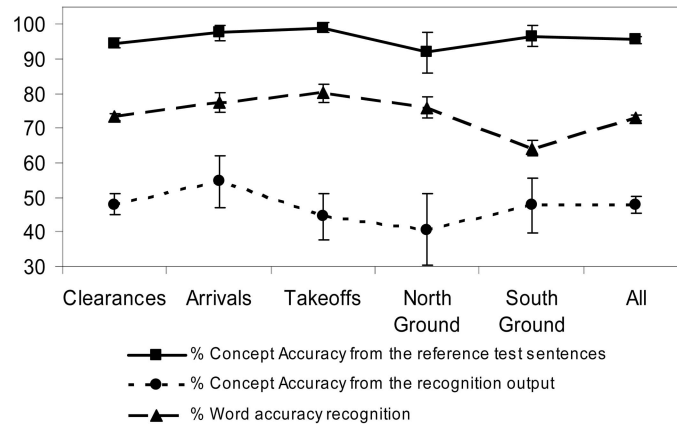 100
90
80
70
60
50
40
30
Clearances Arrivals Takeoffs North Ground South Ground All
% Concept Accuracy from the reference test sentences
% Concept Accuracy from the recognition output
% Word accuracy recognition